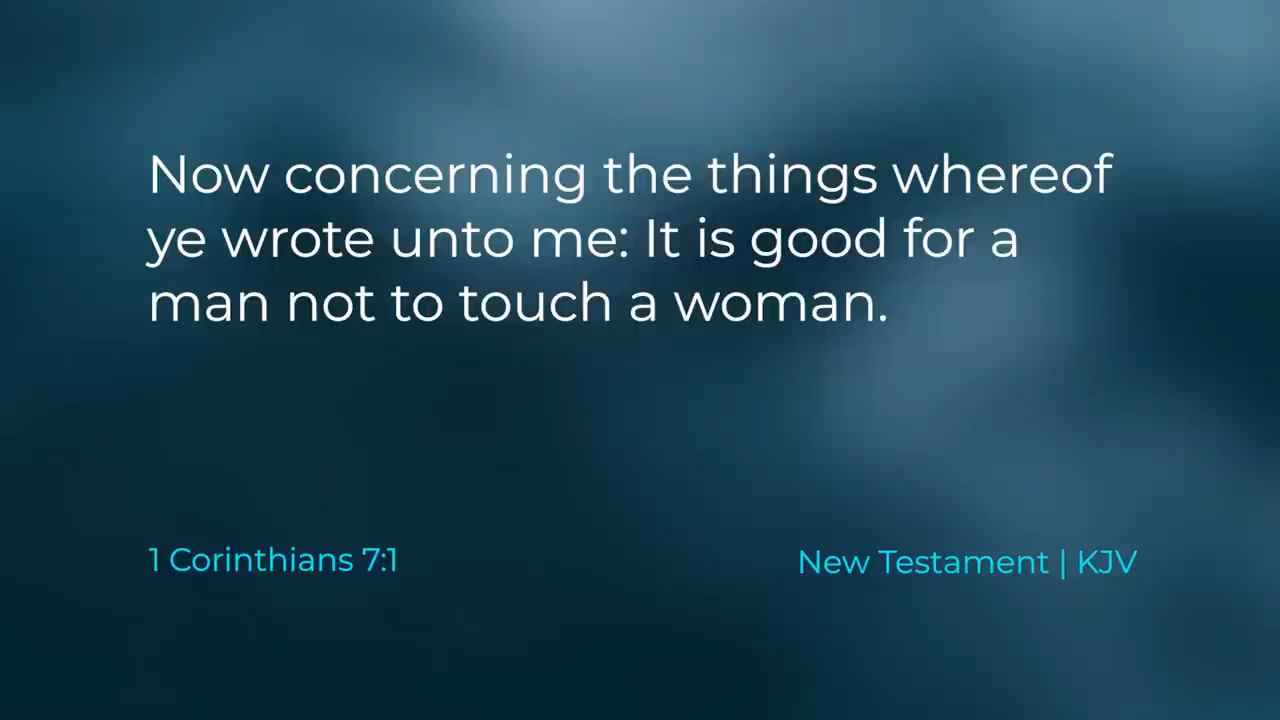 Now concerning the things whereof
ye wrote unto me: It is good for a
man not to touch a woman.
1 Corinthians 7:1
New Testament | KJV